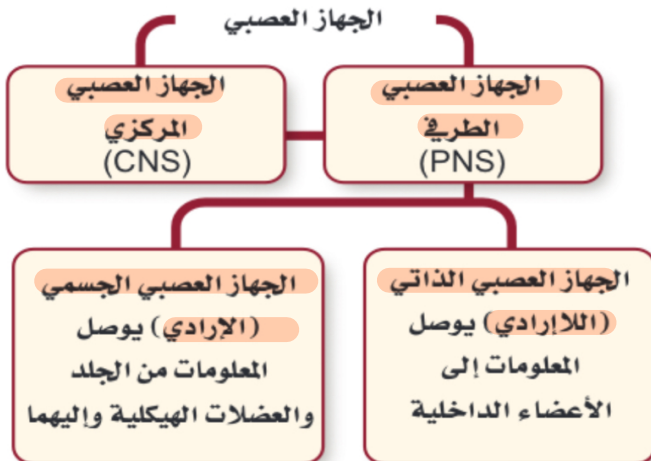 الجهاز العصبي
الجهاز العصبي
الطرفي
(PNS)
الجهاز العصبي
المركزي
(CNS)
الجهاز العصبي الذاتي
(اللاإرادي) يوصل
المعلومات إلى
الأعضاء الداخلية
الجهاز العصبي الجسمي
(الإرادي) يوصل
المعلومات من الجلد
والعضلات الهيكلية وإليهما